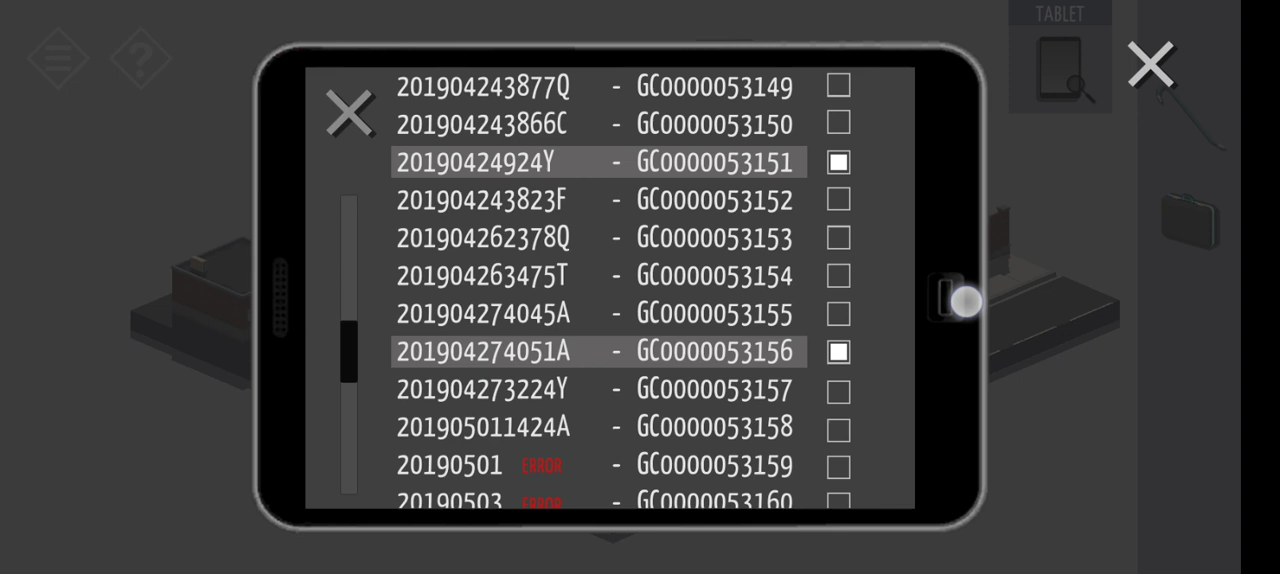 TABLET
201904243877Q - GC0000053149
201904243866C - GC0000053150
20190424924Y - GC0000053151
201904243823F - GC0000053152
201904262378Q - GC0000053153
201904263475T - GC0000053154
201904274045A - GC0000053155
201904274051A - GC0000053156
201904273224Y - GC0000053157
201905011424A - GC0000053158
20190501 ERROR - GC0000053159
20190503 ERROR - GC0000053160